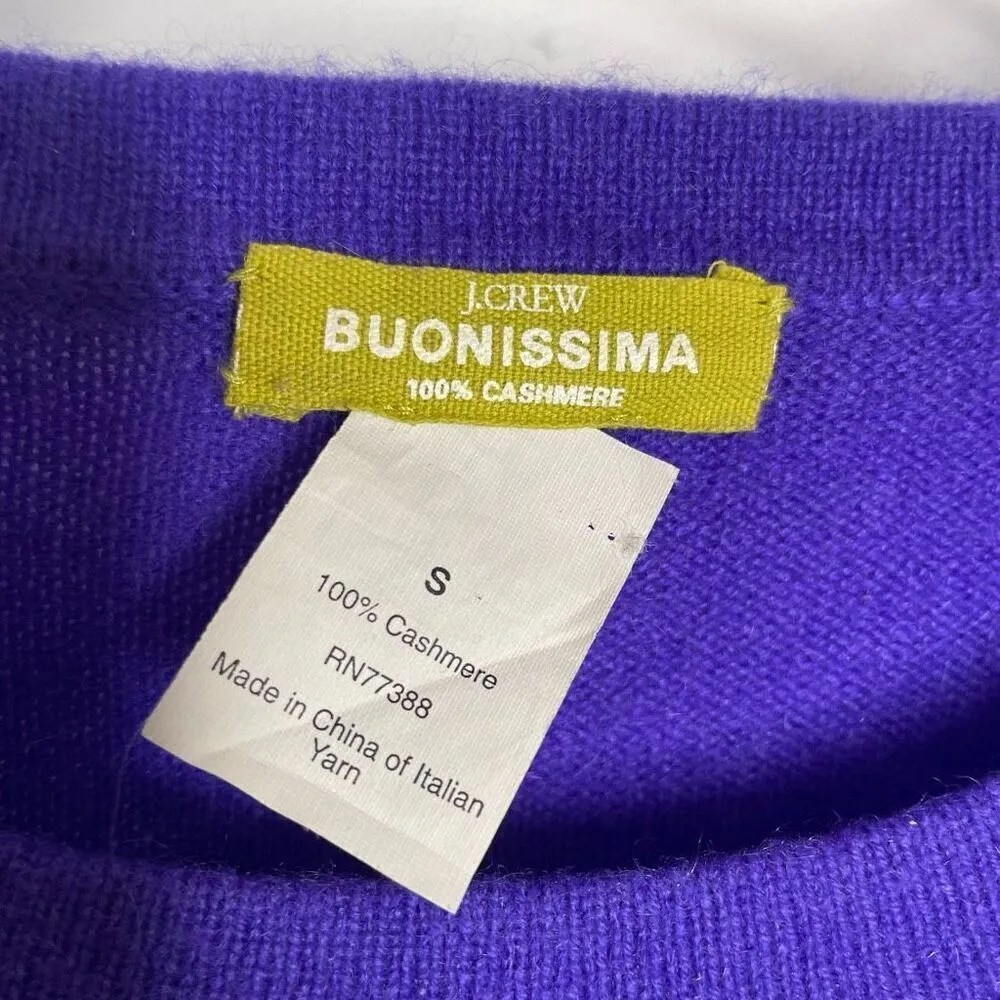 J.CREW
BUONISSIMA
100% CASHMERE
S
100% Cashmere
RN77388
Made in China of Italian
Yarn